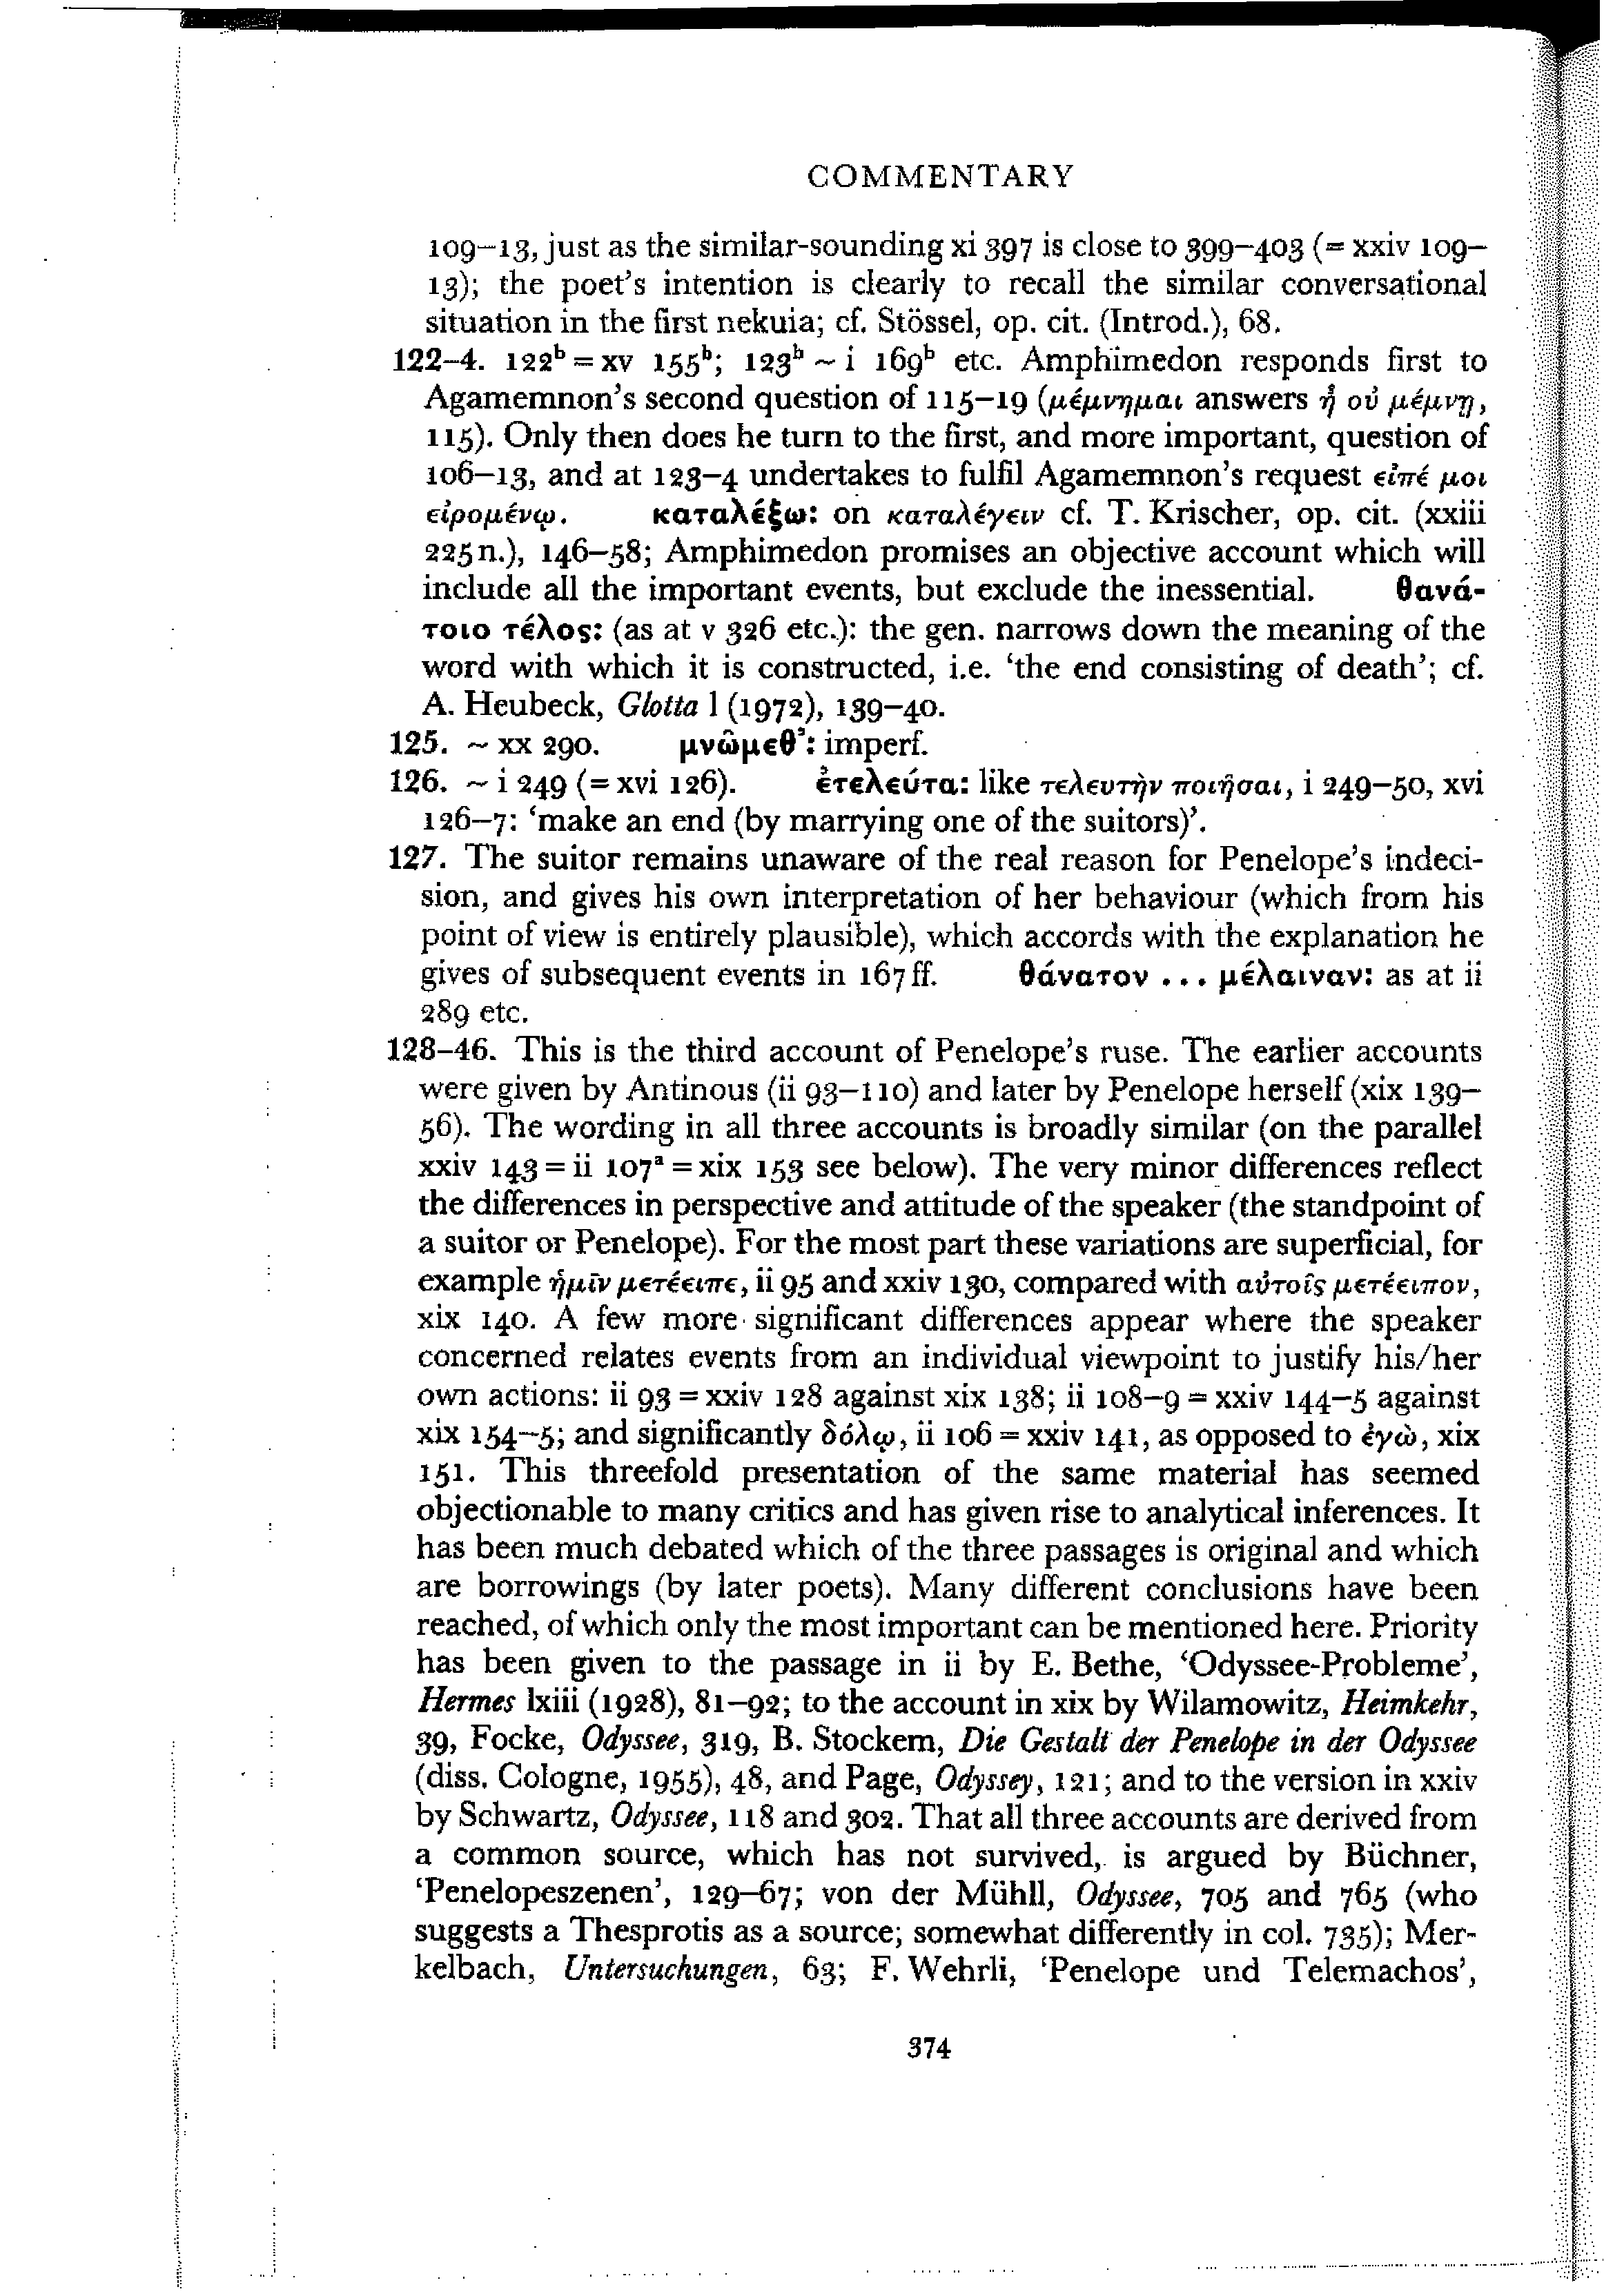 COMMENTARY
109–13, just as the similar-sounding xi 397 is close to 399–403 (= xxiv 109–
13); the poet's intention is clearly to recall the similar conversational
situation in the first nekuia; cf. Stössel, op. cit. (Introd.), 68.
122–4. 122ᵇ = xv 155ᵇ; 123ᵇ ~ i 169ᵇ etc. Amphimedon responds first to
Agamemnon's second question of 115–19 (μέμνημαι answers ἦ οὐ μέμνῃ,
115). Only then does he turn to the first, and more important, question of
106–13, and at 123–4 undertakes to fulfil Agamemnon's request εἰπέ μοι
εἰρομένῳ. καταλέξω: on καταλέγειν cf. T. Krischer, op. cit. (xxiii
225 n.), 146–58; Amphimedon promises an objective account which will
include all the important events, but exclude the inessential. θανά-
τοιο τέλος: (as at v 326 etc.): the gen. narrows down the meaning of the
word with which it is constructed, i.e. 'the end consisting of death'; cf.
A. Heubeck, Glotta l (1972), 139–40.
125. ~ xx 290. μνώμεθ': imperf.
126. ~ i 249 (= xvi 126). ἐτελεύτα: like τελευτὴν ποιῆσαι, i 249–50, xvi
126–7: 'make an end (by marrying one of the suitors)'.
127. The suitor remains unaware of the real reason for Penelope's indeci-
sion, and gives his own interpretation of her behaviour (which from his
point of view is entirely plausible), which accords with the explanation he
gives of subsequent events in 167 ff. θάνατον . . . μέλαιναν: as at ii
289 etc.
128–46. This is the third account of Penelope's ruse. The earlier accounts
were given by Antinous (ii 93–110) and later by Penelope herself (xix 139–
56). The wording in all three accounts is broadly similar (on the parallel
xxiv 143 = ii 107ᵃ = xix 153 see below). The very minor differences reflect
the differences in perspective and attitude of the speaker (the standpoint of
a suitor or Penelope). For the most part these variations are superficial, for
example ἡμῖν μετέειπε, ii 95 and xxiv 130, compared with αὐτοῖς μετέειπον,
xix 140. A few more significant differences appear where the speaker
concerned relates events from an individual viewpoint to justify his/her
own actions: ii 93 = xxiv 128 against xix 138; ii 108–9 = xxiv 144–5 against
xix 154–5; and significantly δόλῳ, ii 106 = xxiv 141, as opposed to ἐγὼ, xix
151. This threefold presentation of the same material has seemed
objectionable to many critics and has given rise to analytical inferences. It
has been much debated which of the three passages is original and which
are borrowings (by later poets). Many different conclusions have been
reached, of which only the most important can be mentioned here. Priority
has been given to the passage in ii by E. Bethe, 'Odyssee-Probleme',
Hermes lxiii (1928), 81–92; to the account in xix by Wilamowitz, Heimkehr,
39, Focke, Odyssee, 319, B. Stockem, Die Gestalt der Penelope in der Odyssee
(diss. Cologne, 1955), 48, and Page, Odyssey, 121; and to the version in xxiv
by Schwartz, Odyssee, 118 and 302. That all three accounts are derived from
a common source, which has not survived, is argued by Büchner,
'Penelopeszenen', 129–67; von der Mühll, Odyssee, 705 and 765 (who
suggests a Thesprotis as a source; somewhat differently in col. 735); Mer-
kelbach, Untersuchungen, 63; F. Wehrli, 'Penelope und Telemachos',
374